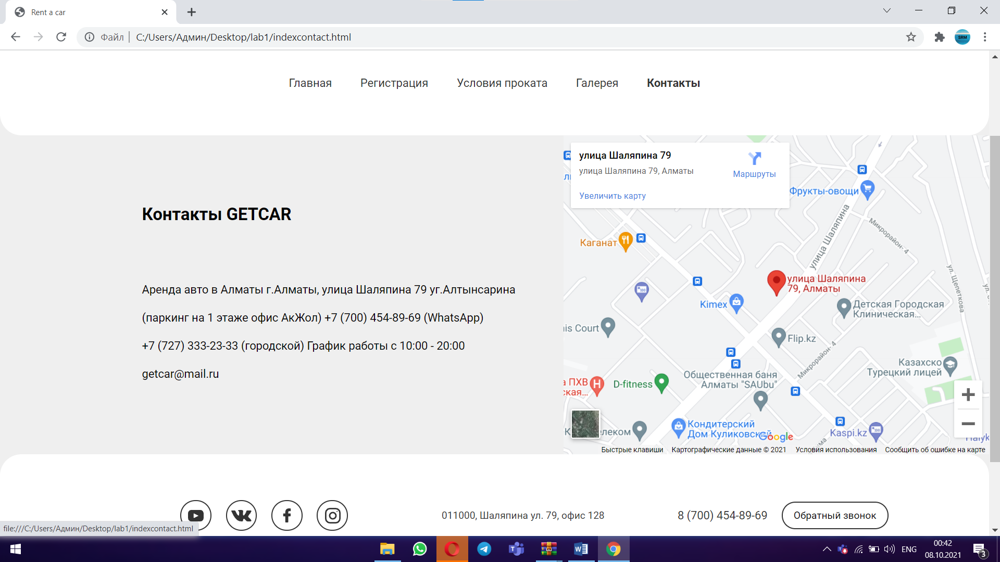 Rent a car
Файл
C:/Users/Админ/Desktop/lab1/indexcontact.html
SRM
Главная
Регистрация
Условия проката
Галерея
Контакты
Контакты GETCAR
Аренда авто в Алматы г.Алматы, улица Шаляпина 79 уг.Алтынсарина
(паркинг на 1 этаже офис АкЖол) +7 (700) 454-89-69 (WhatsApp)
+7 (727) 333-23-33 (городской) График работы с 10:00 - 20:00
getcar@mail.ru
улица Шаляпина 79
улица Шаляпина 79, Алматы
Маршруты
Увеличить карту
Фрукты-овощи
улица Шаляпина
Микрорайон- 4
ул. Щепеткова
Каганат
улица Шаляпина
79, Алматы
Kimex
Детская Городская
Клиническая...
is Court
Flip.kz
Микрорайон- 4
Казахско
Турецкий лицей
Общественная баня
Алматы "SAUbu"
а ПХВ
ская...
D-fitness
Кондитерский
Дом Куликовский
Kaspi.kz
Google
леком
Быстрые клавиши
Картографические данные © 2021
Условия использования
Сообщить об ошибке на карте
011000, Шаляпина ул. 79, офис 128
8 (700) 454-89-69
Обратный звонок
file:///C:/Users/Админ/Desktop/lab1/indexcontact.html
ENG
00:42
08.10.2021
3